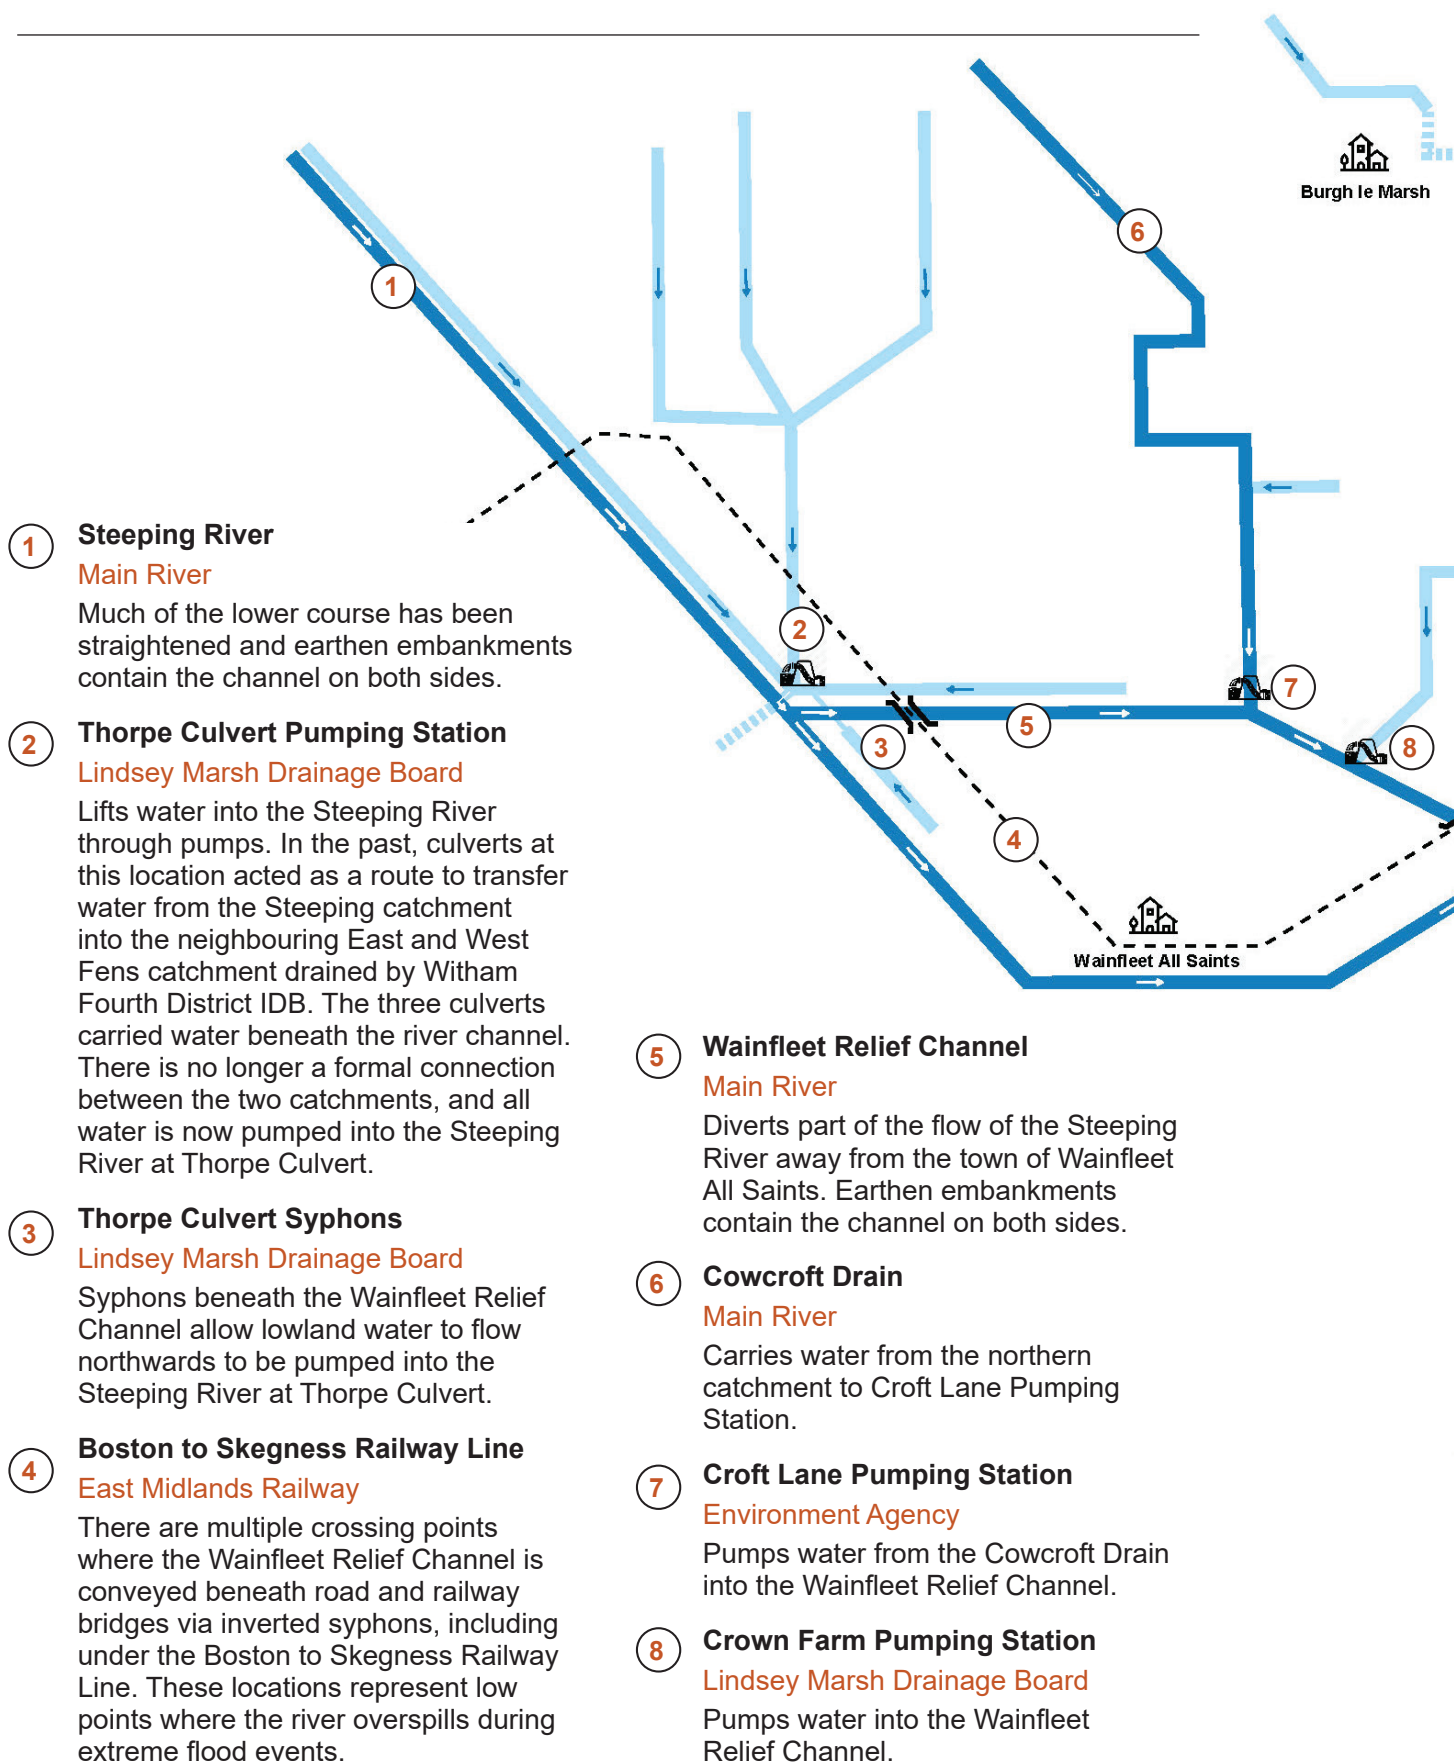 Burgh le Marsh
6
1
2
7
5
3
8
4
Wainfleet All Saints
1
Steeping River
Main River
Much of the lower course has been
straightened and earthen embankments
contain the channel on both sides.
2
Thorpe Culvert Pumping Station
Lindsey Marsh Drainage Board
Lifts water into the Steeping River
through pumps. In the past, culverts at
this location acted as a route to transfer
water from the Steeping catchment
into the neighbouring East and West
Fens catchment drained by Witham
Fourth District IDB. The three culverts
carried water beneath the river channel.
There is no longer a formal connection
between the two catchments, and all
water is now pumped into the Steeping
River at Thorpe Culvert.
3
Thorpe Culvert Syphons
Lindsey Marsh Drainage Board
Syphons beneath the Wainfleet Relief
Channel allow lowland water to flow
northwards to be pumped into the
Steeping River at Thorpe Culvert.
4
Boston to Skegness Railway Line
East Midlands Railway
There are multiple crossing points
where the Wainfleet Relief Channel is
conveyed beneath road and railway
bridges via inverted syphons, including
under the Boston to Skegness Railway
Line. These locations represent low
points where the river overspills during
extreme flood events.
5
Wainfleet Relief Channel
Main River
Diverts part of the flow of the Steeping
River away from the town of Wainfleet
All Saints. Earthen embankments
contain the channel on both sides.
6
Cowcroft Drain
Main River
Carries water from the northern
catchment to Croft Lane Pumping
Station.
7
Croft Lane Pumping Station
Environment Agency
Pumps water from the Cowcroft Drain
into the Wainfleet Relief Channel.
8
Crown Farm Pumping Station
Lindsey Marsh Drainage Board
Pumps water into the Wainfleet
Relief Channel.